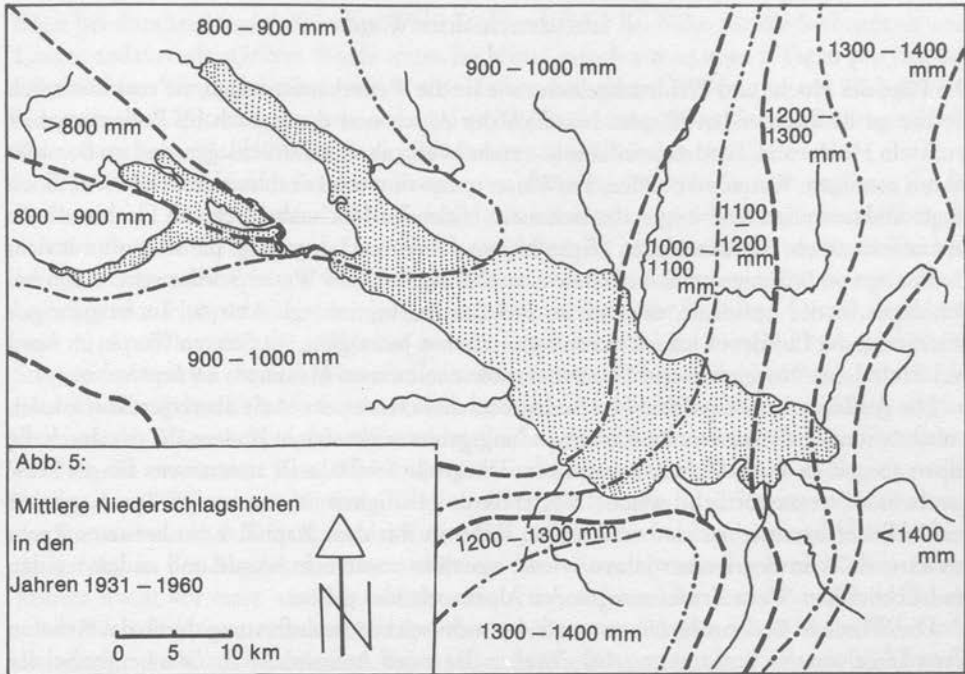 800 – 900 mm
900 – 1000 mm
1300 – 1400
mm
>800 mm
1200
1300
mm
800 – 900 mm
1100
–
1200
mm
1000
1100
mm
900 – 1000 mm
Abb. 5:
Mittlere Niederschlagshöhen
in den
Jahren 1931 – 1960
0 5 10 km
1200 – 1300 mm
>1400
mm
1300 – 1400 mm